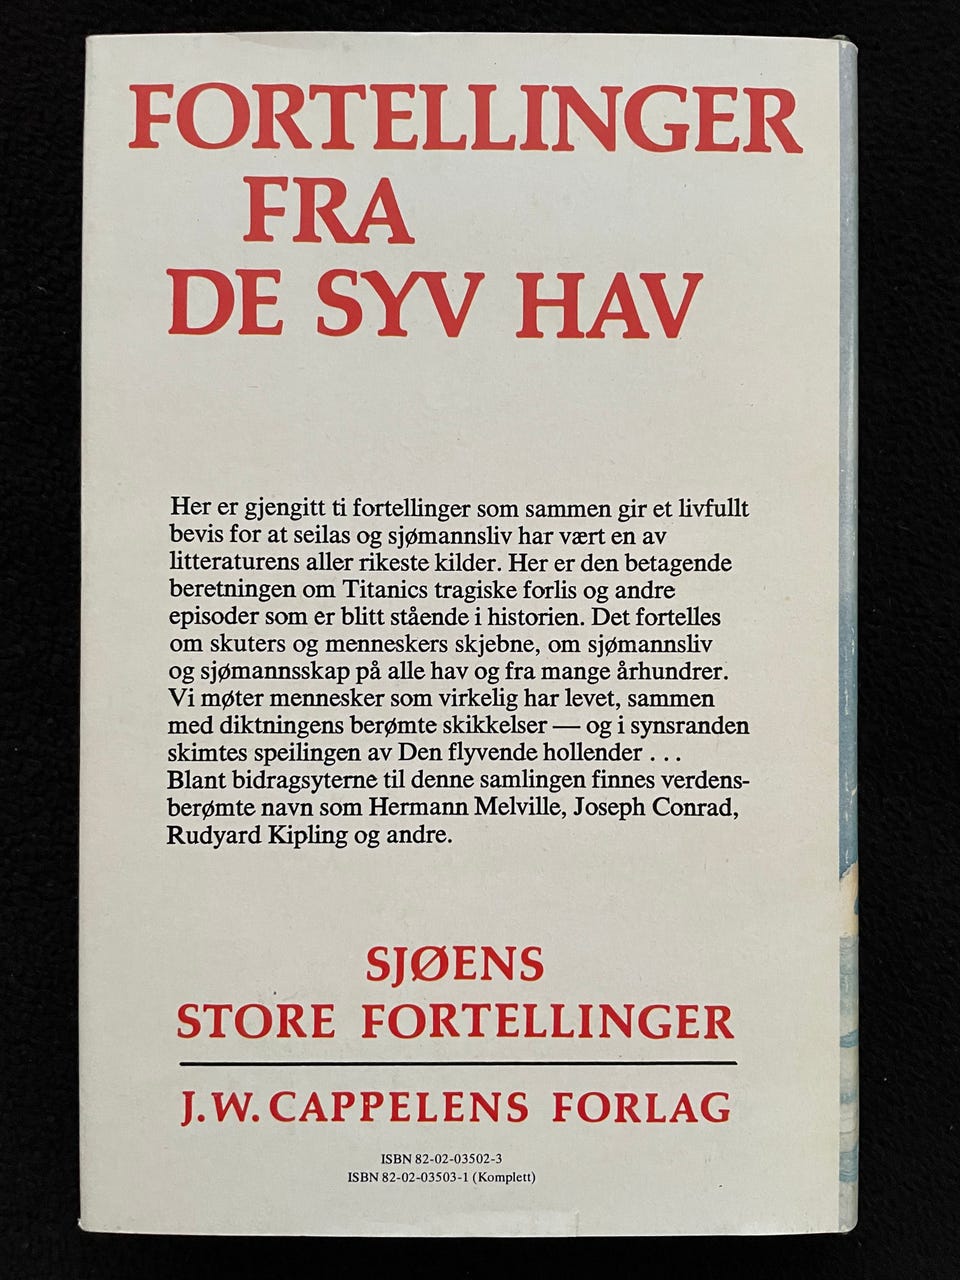 FORTELLINGER
FRA
DE SYV HAV
Her er gjengitt ti fortellinger som sammen gir et livfullt
bevis for at seilas og sjømannsliv har vært en av
litteraturens aller rikeste kilder. Her er den betagende
beretningen om Titanics tragiske forlis og andre
episoder som er blitt stående i historien. Det fortelles
om skuters og menneskers skjebne, om sjømannsliv
og sjømannsskap på alle hav og fra mange århundrer.
Vi møter mennesker som virkelig har levet, sammen
med diktningens berømte skikkelser — og i synsranden
skimtes speilingen av Den flyvende hollender . . .
Blant bidragsyterne til denne samlingen finnes verdens-
berømte navn som Hermann Melville, Joseph Conrad,
Rudyard Kipling og andre.
SJØENS
STORE FORTELLINGER
J.W. CAPPELENS FORLAG
ISBN 82-02-03502-3
ISBN 82-02-03503-1 (Komplett)